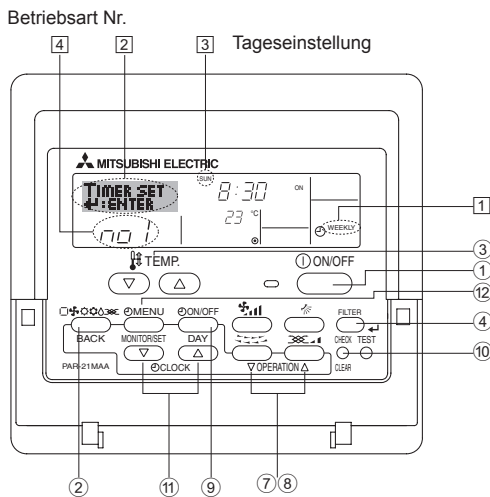 Betriebsart Nr.
4 2 3 Tageseinstellung
MITSUBISHI ELECTRIC
SUN
TIMER SET
↵:ENTER
8:30 ON
23 °C
WEEKLY 1
no 1
TEMP. ON/OFF
3
1
12
MENU ON/OFF FILTER
4
BACK MONITOR/SET DAY CHECK TEST
10
PAR-21MAA CLOCK OPERATION CLEAR
2 11 9 7 8